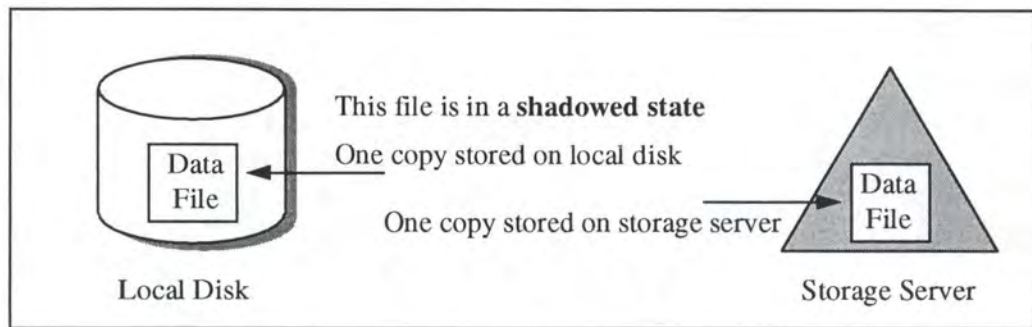 This file is in a shadowed state
One copy stored on local disk
Data
File
One copy stored on storage server
Data
File
Local Disk
Storage Server